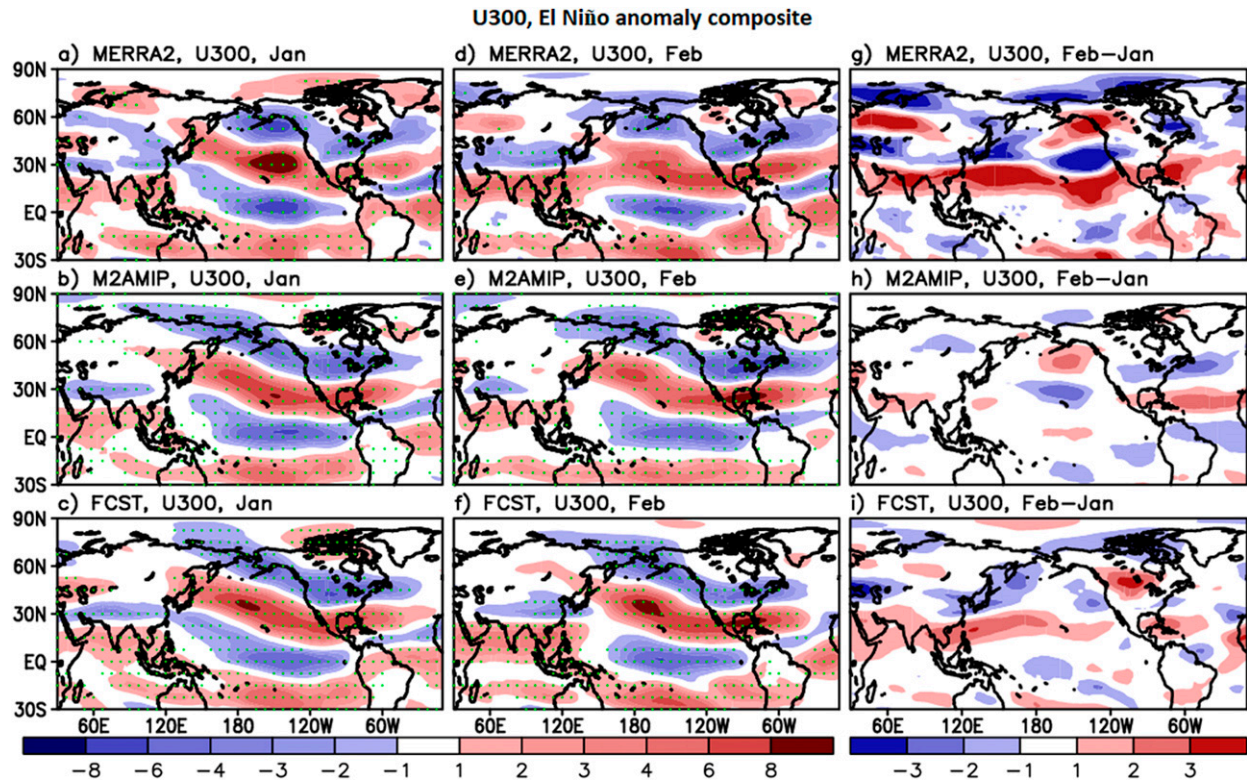 U300, El Niño anomaly composite
a) MERRA2, U300, Jan
d) MERRA2, U300, Feb
g) MERRA2, U300, Feb−Jan
90N
60N
30N
EQ
30S
b) M2AMIP, U300, Jan
e) M2AMIP, U300, Feb
h) M2AMIP, U300, Feb−Jan
90N
60N
30N
EQ
30S
c) FCST, U300, Jan
f) FCST, U300, Feb
i) FCST, U300, Feb−Jan
90N
60N
30N
EQ
30S
60E 120E 180 120W 60W 60E 120E 180 120W 60W 60E 120E 180 120W 60W
−8 −6 −4 −3 −2 −1 1 2 3 4 6 8 −3 −2 −1 1 2 3